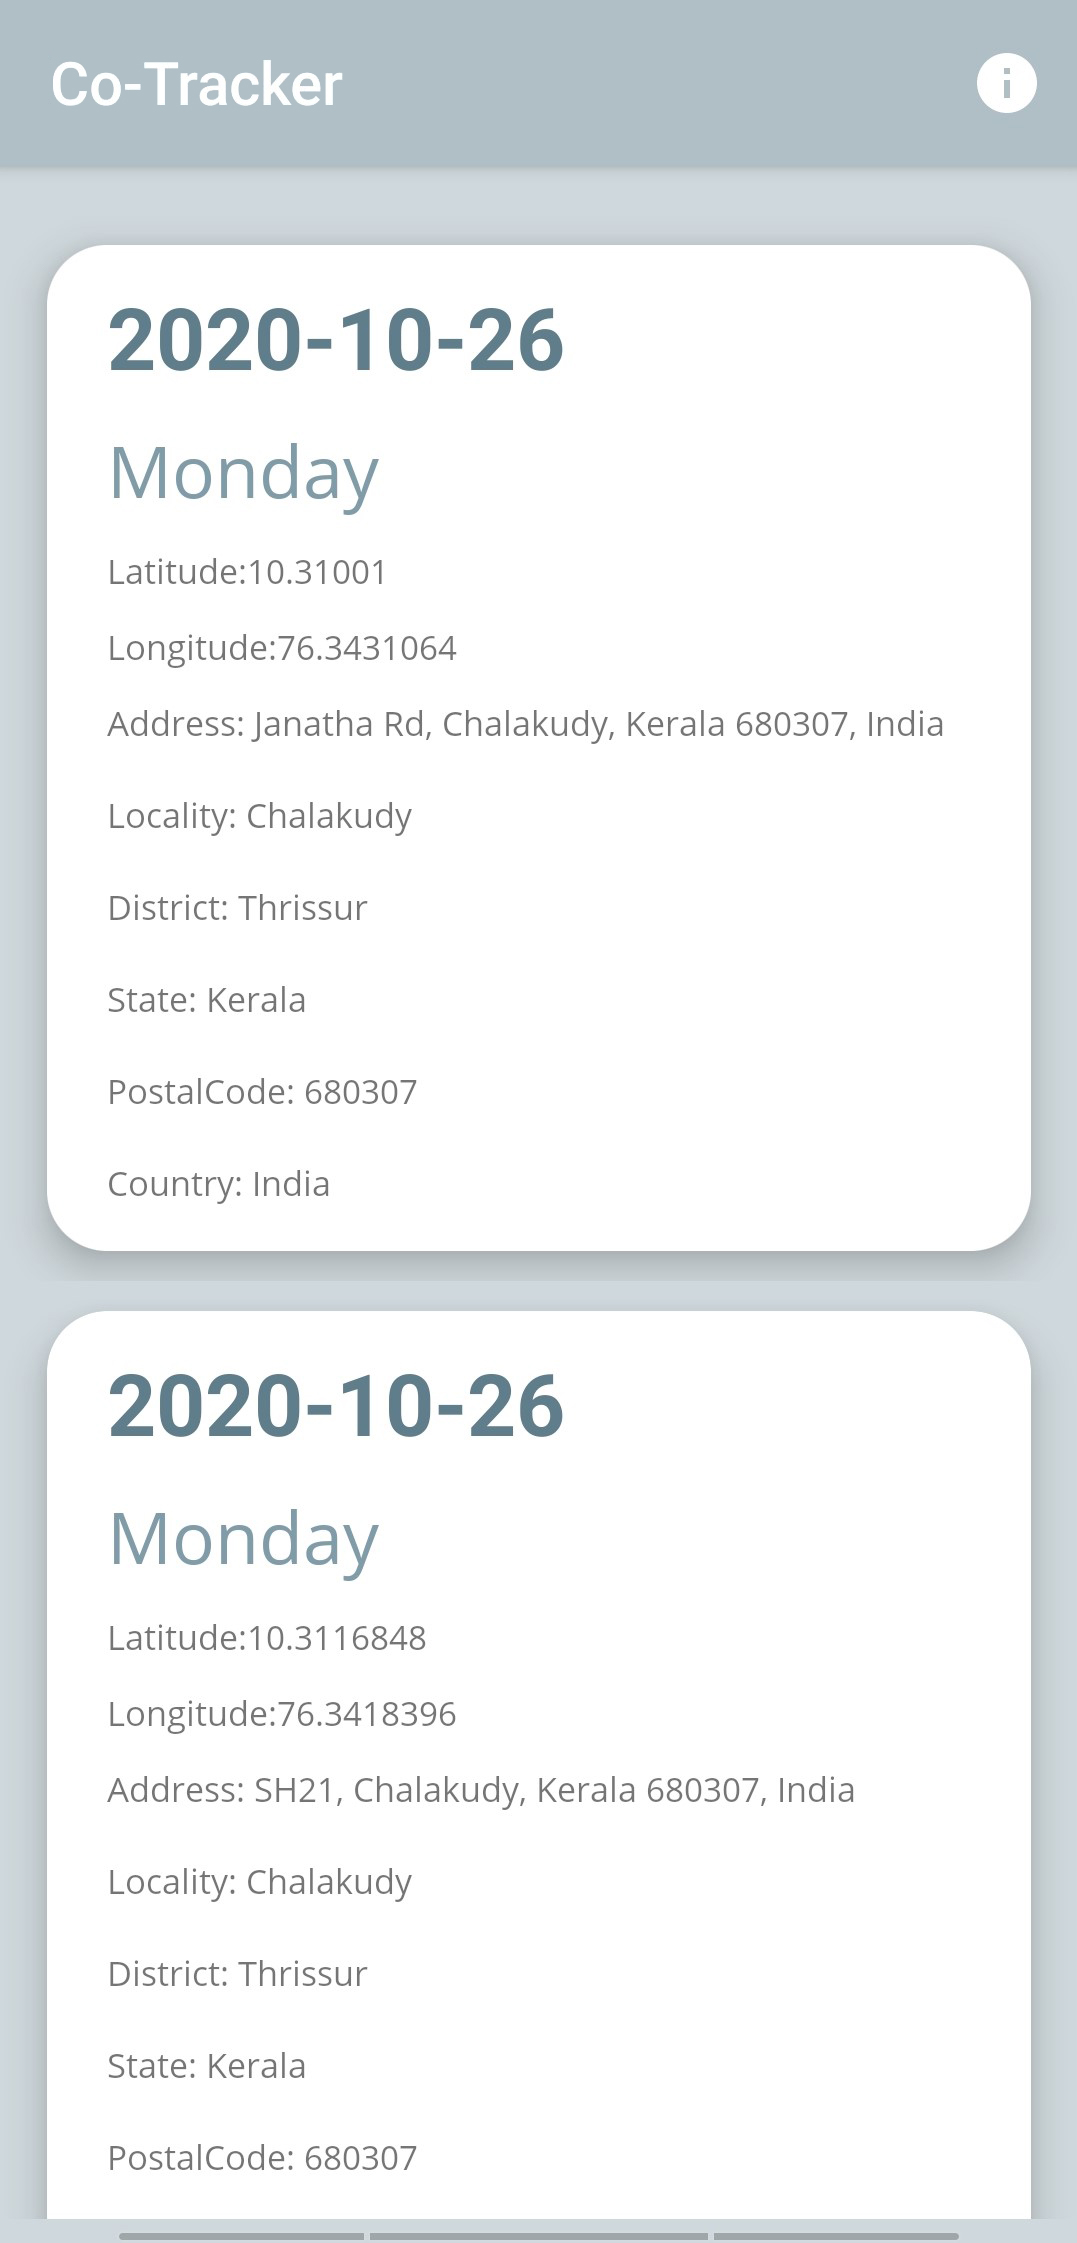 Co-Tracker
2020-10-26
Monday
Latitude:10.31001
Longitude:76.3431064
Address: Janatha Rd, Chalakudy, Kerala 680307, India
Locality: Chalakudy
District: Thrissur
State: Kerala
PostalCode: 680307
Country: India
2020-10-26
Monday
Latitude:10.3116848
Longitude:76.3418396
Address: SH21, Chalakudy, Kerala 680307, India
Locality: Chalakudy
District: Thrissur
State: Kerala
PostalCode: 680307